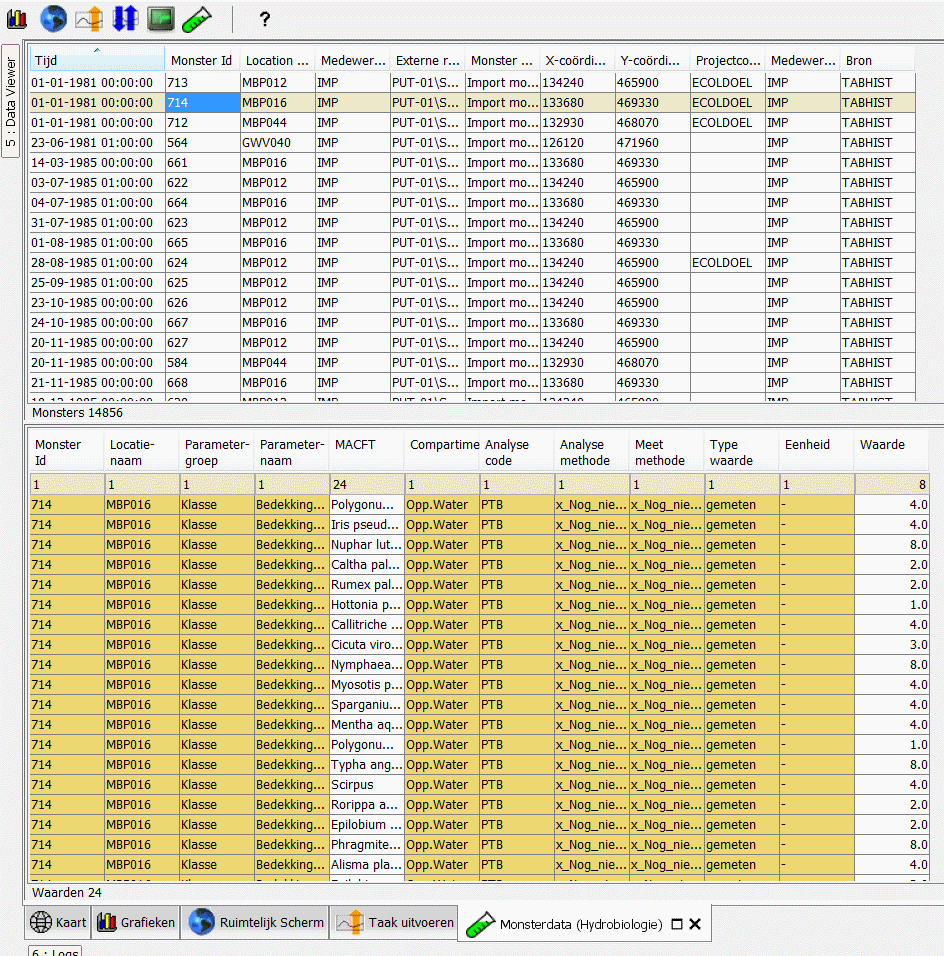 ?
5 : Data Viewer
Tijd Monster Id Location ... Medewer... Externe r... Monster ... X-coördi... Y-coördi... Projectco... Medewer... Bron
01-01-1981 00:00:00 713 MBP012 IMP PUT-01\S... Import mo... 134240 465900 ECOLDOEL IMP TABHIST
01-01-1981 00:00:00 714 MBP016 IMP PUT-01\S... Import mo... 133680 469330 ECOLDOEL IMP TABHIST
01-01-1981 00:00:00 712 MBP044 IMP PUT-01\S... Import mo... 132930 468070 ECOLDOEL IMP TABHIST
23-06-1981 01:00:00 564 GWV040 IMP PUT-01\S... Import mo... 126120 471960 IMP TABHIST
14-03-1985 00:00:00 661 MBP016 IMP PUT-01\S... Import mo... 133680 469330 IMP TABHIST
03-07-1985 01:00:00 622 MBP012 IMP PUT-01\S... Import mo... 134240 465900 IMP TABHIST
04-07-1985 01:00:00 664 MBP016 IMP PUT-01\S... Import mo... 133680 469330 IMP TABHIST
31-07-1985 01:00:00 623 MBP012 IMP PUT-01\S... Import mo... 134240 465900 IMP TABHIST
01-08-1985 01:00:00 665 MBP016 IMP PUT-01\S... Import mo... 133680 469330 IMP TABHIST
28-08-1985 01:00:00 624 MBP012 IMP PUT-01\S... Import mo... 134240 465900 ECOLDOEL IMP TABHIST
25-09-1985 01:00:00 625 MBP012 IMP PUT-01\S... Import mo... 134240 465900 IMP TABHIST
23-10-1985 00:00:00 626 MBP012 IMP PUT-01\S... Import mo... 134240 465900 IMP TABHIST
24-10-1985 00:00:00 667 MBP016 IMP PUT-01\S... Import mo... 133680 469330 IMP TABHIST
20-11-1985 00:00:00 627 MBP012 IMP PUT-01\S... Import mo... 134240 465900 IMP TABHIST
20-11-1985 00:00:00 584 MBP044 IMP PUT-01\S... Import mo... 132930 468070 IMP TABHIST
21-11-1985 00:00:00 668 MBP016 IMP PUT-01\S... Import mo... 133680 469330 IMP TABHIST
Monsters 14856
Monster Id Locatie-naam Parameter-groep Parameter-naam MACFT Compartime Analyse code Analyse methode Meet methode Type waarde Eenheid Waarde
1 1 1 1 24 1 1 1 1 1 1 8
714 MBP016 Klasse Bedekking... Polygonu... Opp.Water PTB x_Nog_nie... x_Nog_nie... gemeten - 4.0
714 MBP016 Klasse Bedekking... Iris pseud... Opp.Water PTB x_Nog_nie... x_Nog_nie... gemeten - 4.0
714 MBP016 Klasse Bedekking... Nuphar lut... Opp.Water PTB x_Nog_nie... x_Nog_nie... gemeten - 8.0
714 MBP016 Klasse Bedekking... Caltha pal... Opp.Water PTB x_Nog_nie... x_Nog_nie... gemeten - 2.0
714 MBP016 Klasse Bedekking... Rumex pal... Opp.Water PTB x_Nog_nie... x_Nog_nie... gemeten - 2.0
714 MBP016 Klasse Bedekking... Hottonia p... Opp.Water PTB x_Nog_nie... x_Nog_nie... gemeten - 1.0
714 MBP016 Klasse Bedekking... Callitriche ... Opp.Water PTB x_Nog_nie... x_Nog_nie... gemeten - 4.0
714 MBP016 Klasse Bedekking... Cicuta viro... Opp.Water PTB x_Nog_nie... x_Nog_nie... gemeten - 3.0
714 MBP016 Klasse Bedekking... Nymphaea... Opp.Water PTB x_Nog_nie... x_Nog_nie... gemeten - 8.0
714 MBP016 Klasse Bedekking... Myosotis p... Opp.Water PTB x_Nog_nie... x_Nog_nie... gemeten - 4.0
714 MBP016 Klasse Bedekking... Sparganiu... Opp.Water PTB x_Nog_nie... x_Nog_nie... gemeten - 4.0
714 MBP016 Klasse Bedekking... Mentha aq... Opp.Water PTB x_Nog_nie... x_Nog_nie... gemeten - 4.0
714 MBP016 Klasse Bedekking... Polygonu... Opp.Water PTB x_Nog_nie... x_Nog_nie... gemeten - 1.0
714 MBP016 Klasse Bedekking... Typha ang... Opp.Water PTB x_Nog_nie... x_Nog_nie... gemeten - 8.0
714 MBP016 Klasse Bedekking... Scirpus Opp.Water PTB x_Nog_nie... x_Nog_nie... gemeten - 4.0
714 MBP016 Klasse Bedekking... Rorippa a... Opp.Water PTB x_Nog_nie... x_Nog_nie... gemeten - 2.0
714 MBP016 Klasse Bedekking... Epilobium ... Opp.Water PTB x_Nog_nie... x_Nog_nie... gemeten - 2.0
714 MBP016 Klasse Bedekking... Phragmite... Opp.Water PTB x_Nog_nie... x_Nog_nie... gemeten - 8.0
714 MBP016 Klasse Bedekking... Alisma pla... Opp.Water PTB x_Nog_nie... x_Nog_nie... gemeten - 4.0
Waarden 24
Kaart Grafieken Ruimtelijk Scherm Taak uitvoeren Monsterdata (Hydrobiologie)
6 : Logs